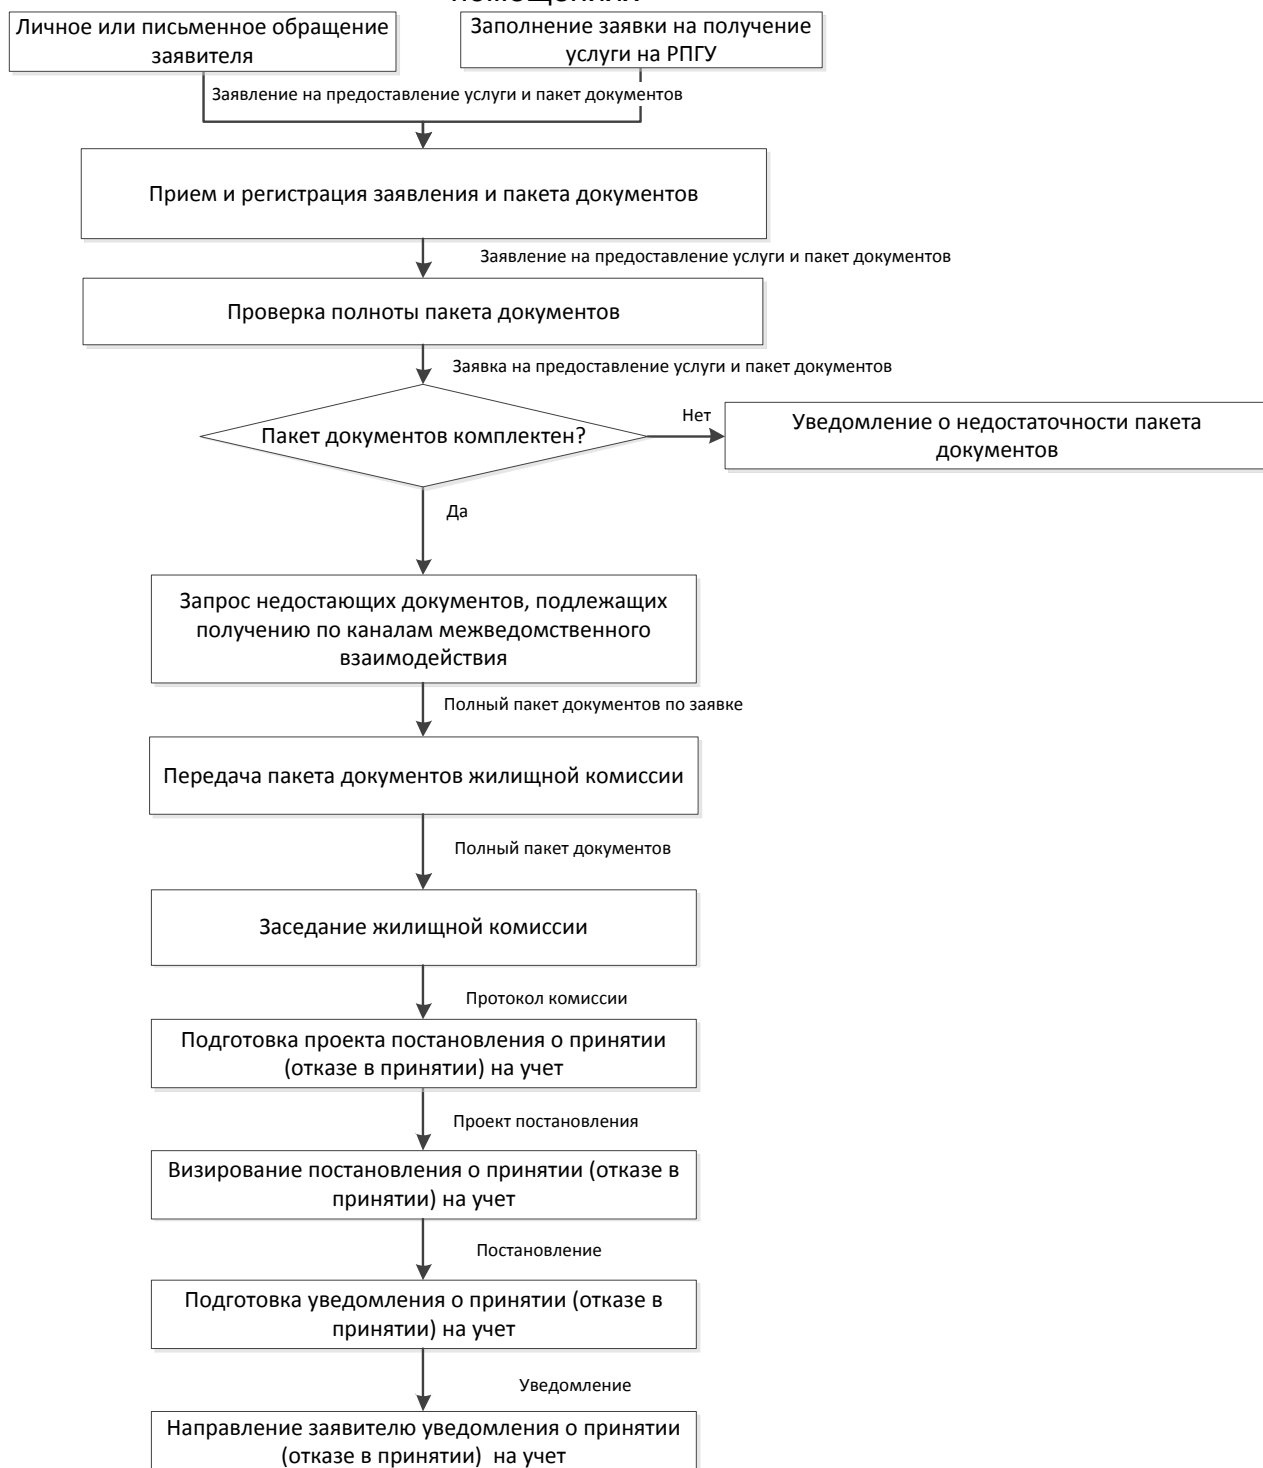 Личное или письменное обращение
заявителя
Заполнение заявки на получение
услуги на РПГУ
Заявление на предоставление услуги и пакет документов
Прием и регистрация заявления и пакета документов
Заявление на предоставление услуги и пакет документов
Проверка полноты пакета документов
Заявка на предоставление услуги и пакет документов
Пакет документов комплектен?
Нет
Уведомление о недостаточности пакета
документов
Да
Запрос недостающих документов, подлежащих
получению по каналам межведомственного
взаимодействия
Полный пакет документов по заявке
Передача пакета документов жилищной комиссии
Полный пакет документов
Заседание жилищной комиссии
Протокол комиссии
Подготовка проекта постановления о принятии
(отказе в принятии) на учет
Проект постановления
Визирование постановления о принятии (отказе в
принятии) на учет
Постановление
Подготовка уведомления о принятии (отказе в
принятии) на учет
Уведомление
Направление заявителю уведомления о принятии
(отказе в принятии) на учет